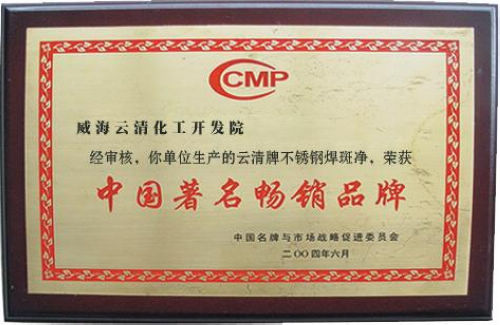 CMP
威海云清化工开发院
经审核，你单位生产的云清牌不锈钢焊斑净，荣获
中国著名畅销品牌
中国名牌与市场战略促进委员会
二〇〇四年六月